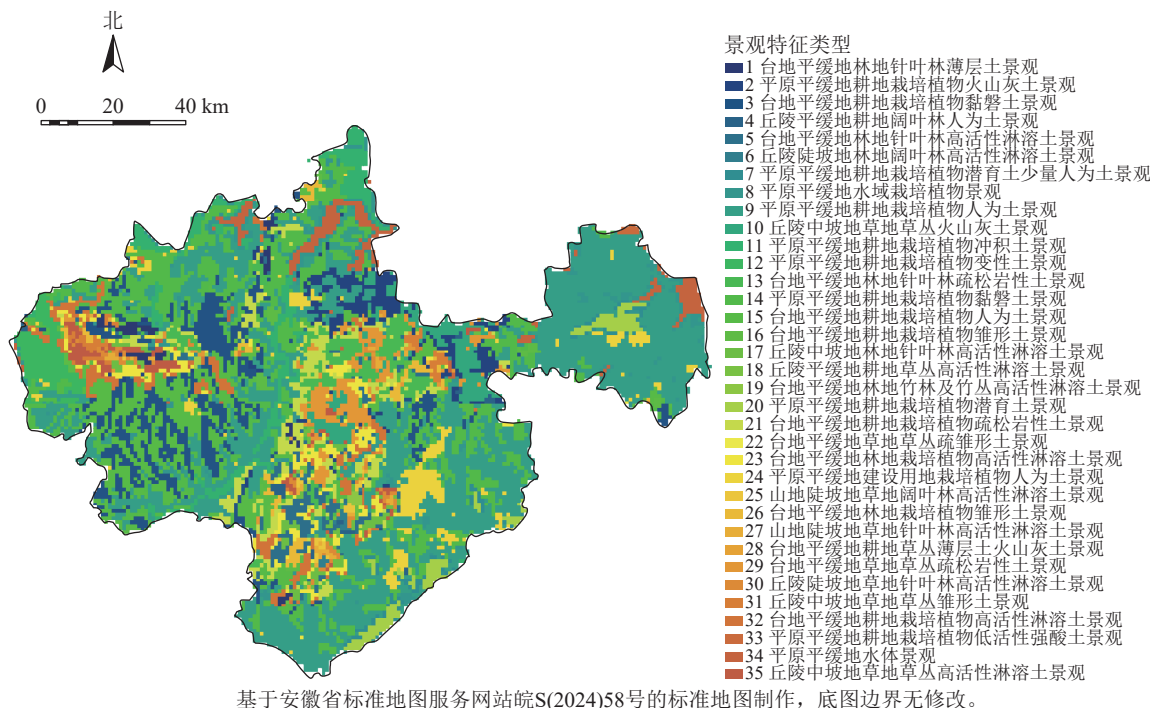 北
0 20 40 km
景观特征类型
1 台地平缓地林地针叶林薄层土景观
2 平原平缓地耕地栽培植物火山灰土景观
3 台地平缓地耕地栽培植物黏磐土景观
4 丘陵平缓地耕地阔叶林人为土景观
5 台地平缓地林地针叶林高活性淋溶土景观
6 丘陵陡坡地林地阔叶林高活性淋溶土景观
7 平原平缓地耕地栽培植物潜育土少量人为土景观
8 平原平缓地水域栽培植物景观
9 平原平缓地耕地栽培植物人为土景观
10 丘陵中坡地草地草丛火山灰土景观
11 平原平缓地耕地栽培植物冲积土景观
12 平原平缓地耕地栽培植物变性土景观
13 台地平缓地林地针叶林疏松岩性土景观
14 平原平缓地耕地栽培植物黏磐土景观
15 台地平缓地耕地栽培植物人为土景观
16 台地平缓地耕地栽培植物雏形土景观
17 丘陵中坡地林地针叶林高活性淋溶土景观
18 丘陵平缓地耕地草丛高活性淋溶土景观
19 台地平缓地林地竹林及竹丛高活性淋溶土景观
20 平原平缓地耕地栽培植物潜育土景观
21 台地平缓地耕地栽培植物疏松岩性土景观
22 台地平缓地草地草丛疏雏形土景观
23 台地平缓地林地栽培植物高活性淋溶土景观
24 平原平缓地建设用地栽培植物人为土景观
25 山地陡坡地草地阔叶林高活性淋溶土景观
26 台地平缓地林地栽培植物雏形土景观
27 山地陡坡地草地针叶林高活性淋溶土景观
28 台地平缓地耕地草丛薄层土火山灰土景观
29 台地平缓地草地草丛疏松岩性土景观
30 丘陵陡坡地草地针叶林高活性淋溶土景观
31 丘陵中坡地草地草丛雏形土景观
32 台地平缓地耕地栽培植物高活性淋溶土景观
33 平原平缓地耕地栽培植物低活性强酸土景观
34 平原平缓地水体景观
35 丘陵中坡地草地草丛高活性淋溶土景观
基于安徽省标准地图服务网站皖S(2024)58号的标准地图制作，底图边界无修改。